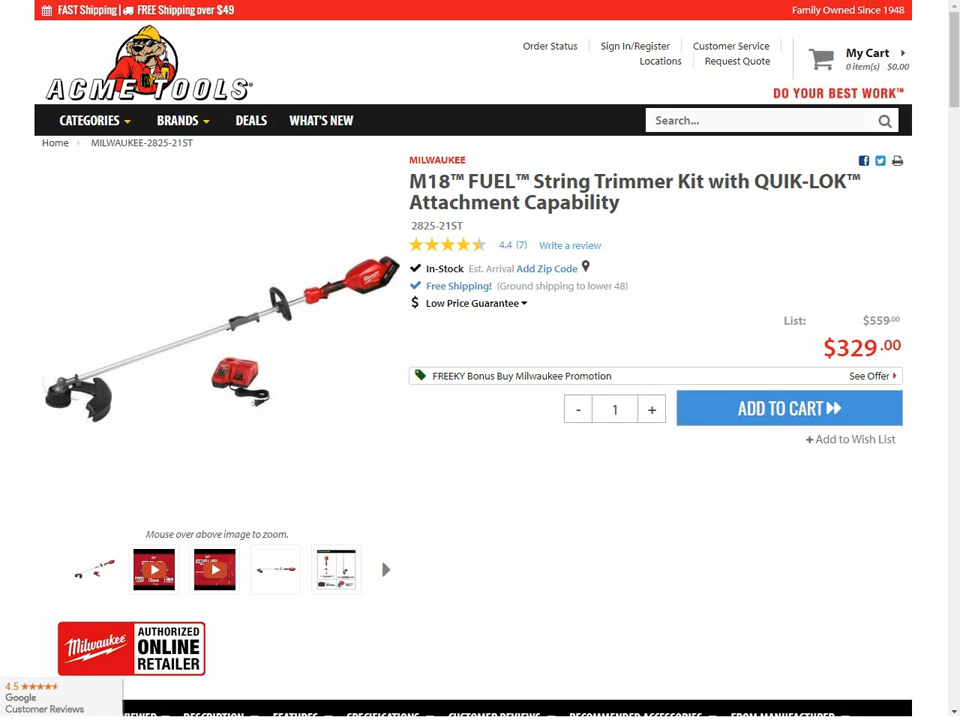 FAST Shipping | FREE Shipping over $49
Family Owned Since 1948
ACME TOOLS
Order Status
Sign In/Register
Customer Service
Locations
Request Quote
My Cart
0 item(s) $0.00
DO YOUR BEST WORK™
CATEGORIES
BRANDS
DEALS
WHAT'S NEW
Search...
Home
MILWAUKEE-2825-21ST
MILWAUKEE
M18™ FUEL™ String Trimmer Kit with QUIK-LOK™
Attachment Capability
2825-21ST
4.4 (7) Write a review
In-Stock Est. Arrival Add Zip Code
Free Shipping! (Ground shipping to lower 48)
$ Low Price Guarantee
List: $559.00
$329.00
FREEKY Bonus Buy Milwaukee Promotion
See Offer
- 1 +
ADD TO CART
+ Add to Wish List
Mouse over above image to zoom.
Milwaukee
AUTHORIZED
ONLINE
RETAILER
4.5
Google
Customer Reviews
VIEWED DESCRIPTION FEATURES SPECIFICATIONS CUSTOMER REVIEWS RECOMMENDED ACCESSORIES FROM MANUFACTURER